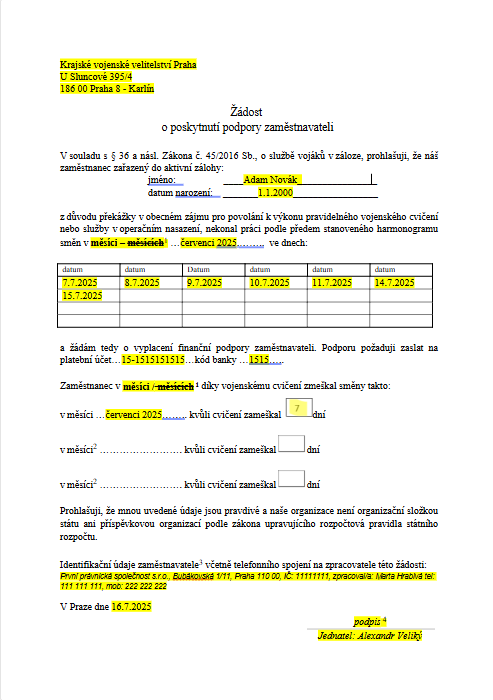 Krajské vojenské velitelství Praha
U Sluncové 395/4
186 00 Praha 8 - Karlín
Žádost
o poskytnutí podpory zaměstnavateli
V souladu s § 36 a násl. Zákona č. 45/2016 Sb., o službě vojáků v záloze, prohlašuji, že náš
zaměstnanec zařazený do aktivní zálohy:
jméno: _____Adam Novák__________________
datum narození: ________1.1.2000___________________
z důvodu překážky v obecném zájmu pro povolání k výkonu pravidelného vojenského cvičení
nebo služby v operačním nasazení, nekonal práci podle předem stanoveného harmonogramu
směn v měsíci – měsících¹ …červenci 2025……… ve dnech:
datum datum Datum datum datum datum
7.7.2025 8.7.2025 9.7.2025 10.7.2025 11.7.2025 14.7.2025
15.7.2025
a žádám tedy o vyplacení finanční podpory zaměstnavateli. Podporu požaduji zaslat na
platební účet…15-1515151515…kód banky …1515…..
Zaměstnanec v měsíci / měsících ¹ díky vojenskému cvičení zmeškal směny takto:
v měsíci …červenci 2025…….. kvůli cvičení zameškal 7 dní
v měsíci² …………………….. kvůli cvičení zameškal dní
v měsíci² …………………….. kvůli cvičení zameškal dní
Prohlašuji, že mnou uvedené údaje jsou pravdivé a naše organizace není organizační složkou
státu ani příspěvkovou organizací podle zákona upravujícího rozpočtová pravidla státního
rozpočtu.
Identifikační údaje zaměstnavatele³ včetně telefonního spojení na zpracovatele této žádosti:
První právnická společnost s.r.o., Bubákovská 1/11, Praha 110 00, IČ: 11111111, zpracovala: Marta Hrabivá tel:
111 111 111, mob: 222 222 222
V Praze dne 16.7.2025
podpis ⁴
Jednatel: Alexandr Veliký